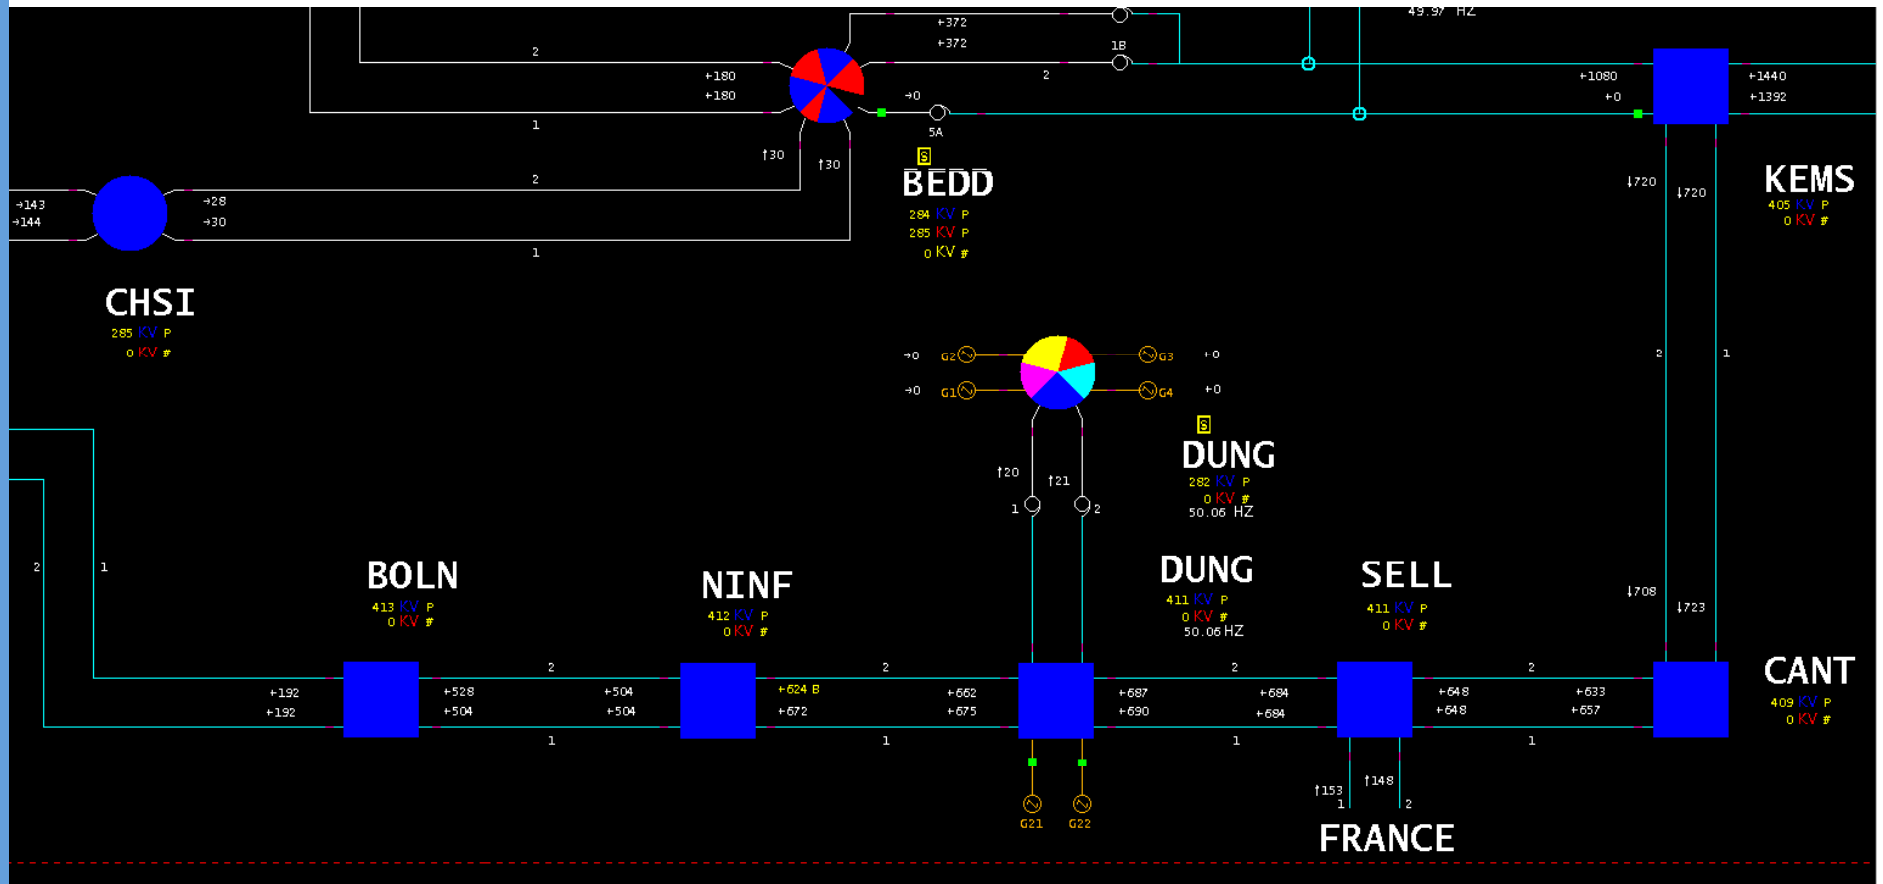 49.97 HZ
+372
+372
1B
2
2
+180
+180
→0
+1080
+0
+1440
+1392
1
5A
↑30
↑30
S
BEDD
284 KV P
285 KV P
0 KV #
↓720
↓720
KEMS
405 KV P
0 KV #
2
→143
→144
→28
→30
1
CHSI
285 KV P
0 KV #
→0 G2
G3 +0
→0 G1
G4 +0
2
1
S
DUNG
282 KV P
0 KV #
50.06 HZ
↑20
↑21
1
2
2
1
BOLN
413 KV P
0 KV #
NINF
412 KV P
0 KV #
DUNG
411 KV P
0 KV #
50.06 HZ
SELL
411 KV P
0 KV #
↓708
↓723
CANT
409 KV P
0 KV #
2
2
2
2
+192
+528
+504
+624 B
+662
+687
+684
+648
+633
+192
+504
+504
+672
+675
+690
+684
+648
+657
1
1
1
1
↑153
↑148
1
2
G21
G22
FRANCE